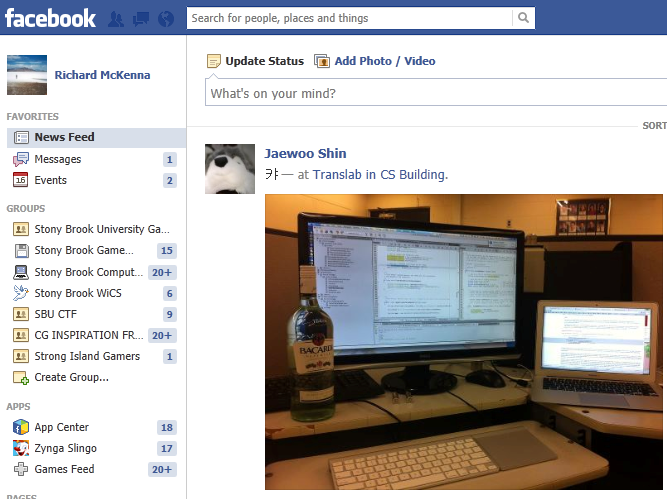 facebook
Search for people, places and things
Richard McKenna
Update Status
Add Photo / Video
What's on your mind?
SORT
FAVORITES
News Feed
Messages 1
Events 2
GROUPS
Stony Brook University Ga...
Stony Brook Game... 15
Stony Brook Comput... 20+
Stony Brook WiCS 6
SBU CTF 9
CG INSPIRATION FR... 20+
Strong Island Gamers 1
Create Group...
APPS
App Center 18
Zynga Slingo 17
Games Feed 20+
Jaewoo Shin
캬 — at Translab in CS Building.
BACARDI